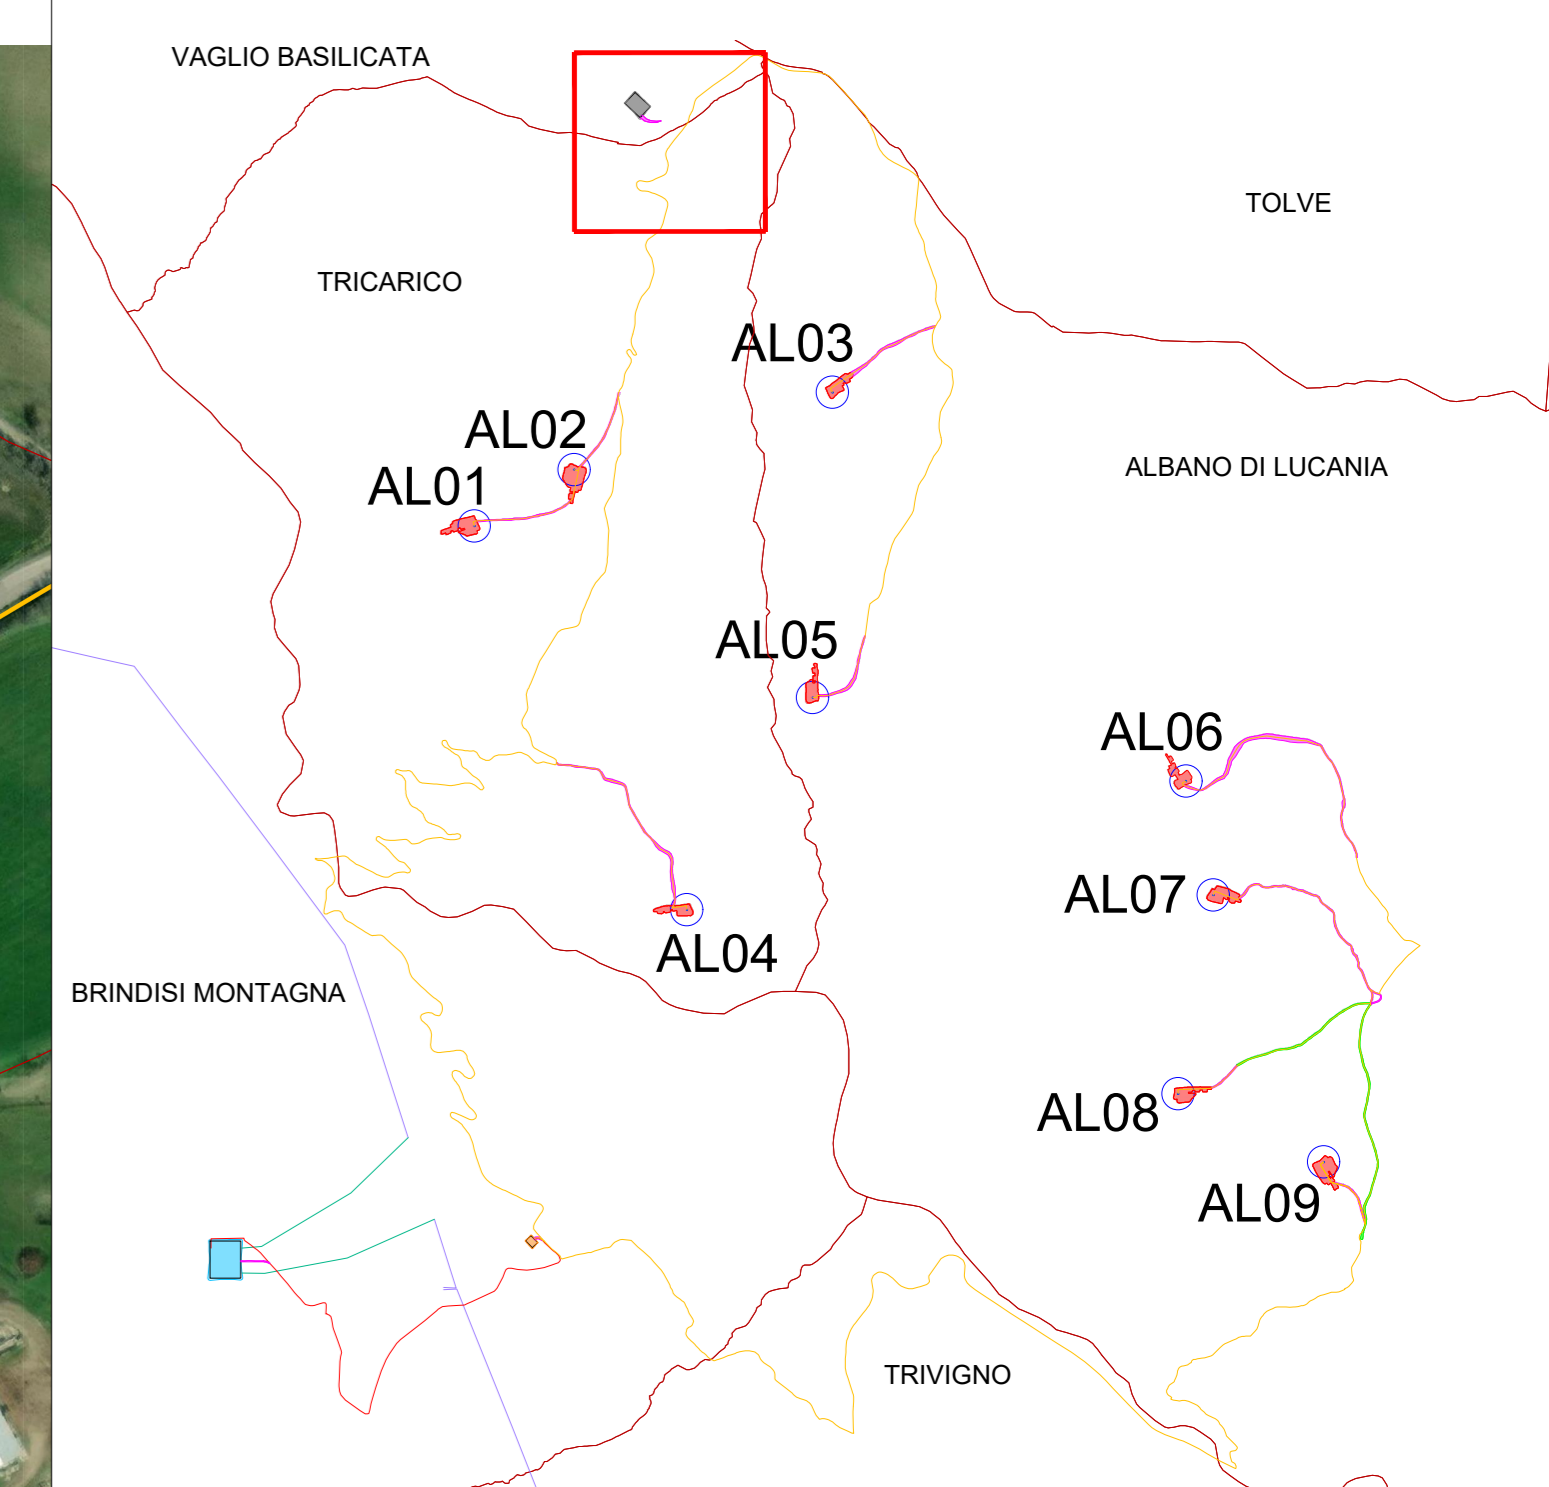 VAGLIO BASILICATA
TOLVE
TRICARICO
AL03
AL02
ALBANO DI LUCANIA
AL01
AL05
AL06
AL07
AL04
BRINDISI MONTAGNA
AL08
AL09
TRIVIGNO